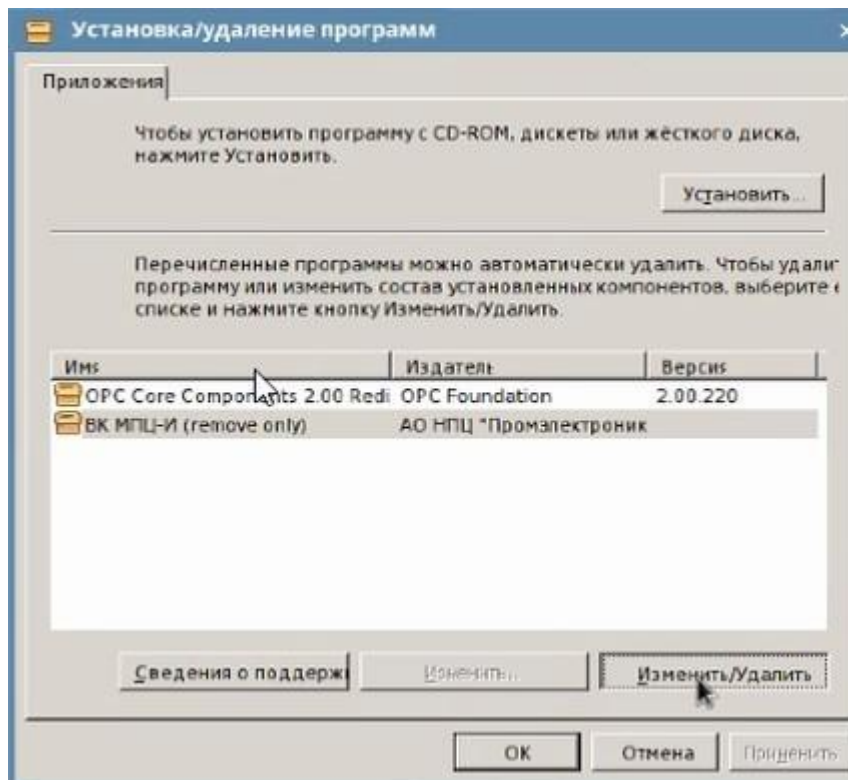 Установка/удаление программ
Приложения
Чтобы установить программу с CD-ROM, дискеты или жёсткого диска,
нажмите Установить.
Установить...
Перечисленные программы можно автоматически удалить. Чтобы удали
программу или изменить состав установленных компонентов, выберите
списке и нажмите кнопку Изменить/Удалить.
Имя Издатель Версия
OPC Core Components 2.00 Redi OPC Foundation 2.00.220
ВК МПЦ-И (remove only) АО НПЦ "Промэлектроник
Сведения о поддерж Изменить... Изменить/Удалить
ОК Отмена Применить